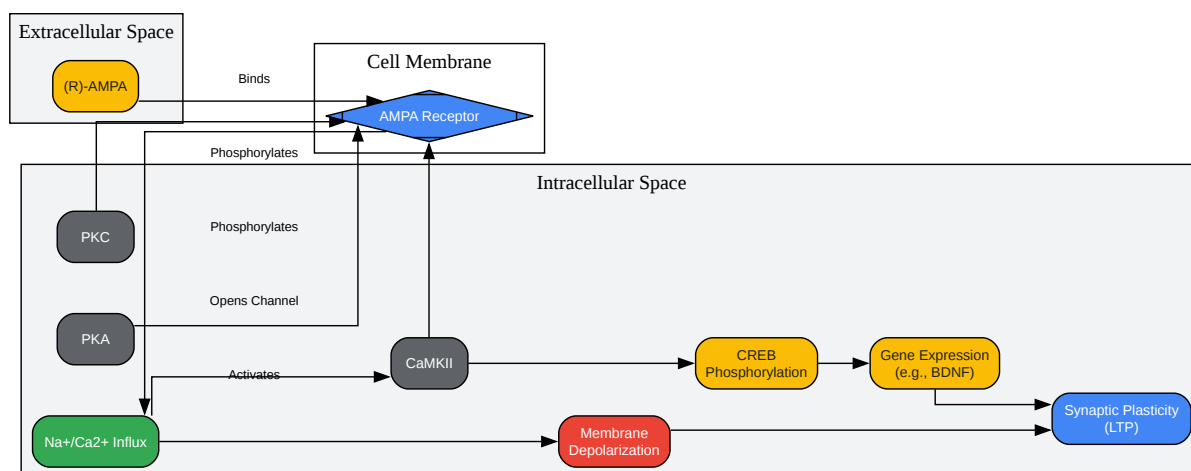 Extracellular Space
(R)-AMPA
Binds
Cell Membrane
AMPA Receptor
Phosphorylates
Intracellular Space
PKC
Phosphorylates
Opens Channel
PKA
CaMKII
CREB
Phosphorylation
Gene Expression
(e.g., BDNF)
Activates
Synaptic Plasticity
(LTP)
Na+/Ca2+ Influx
Membrane
Depolarization